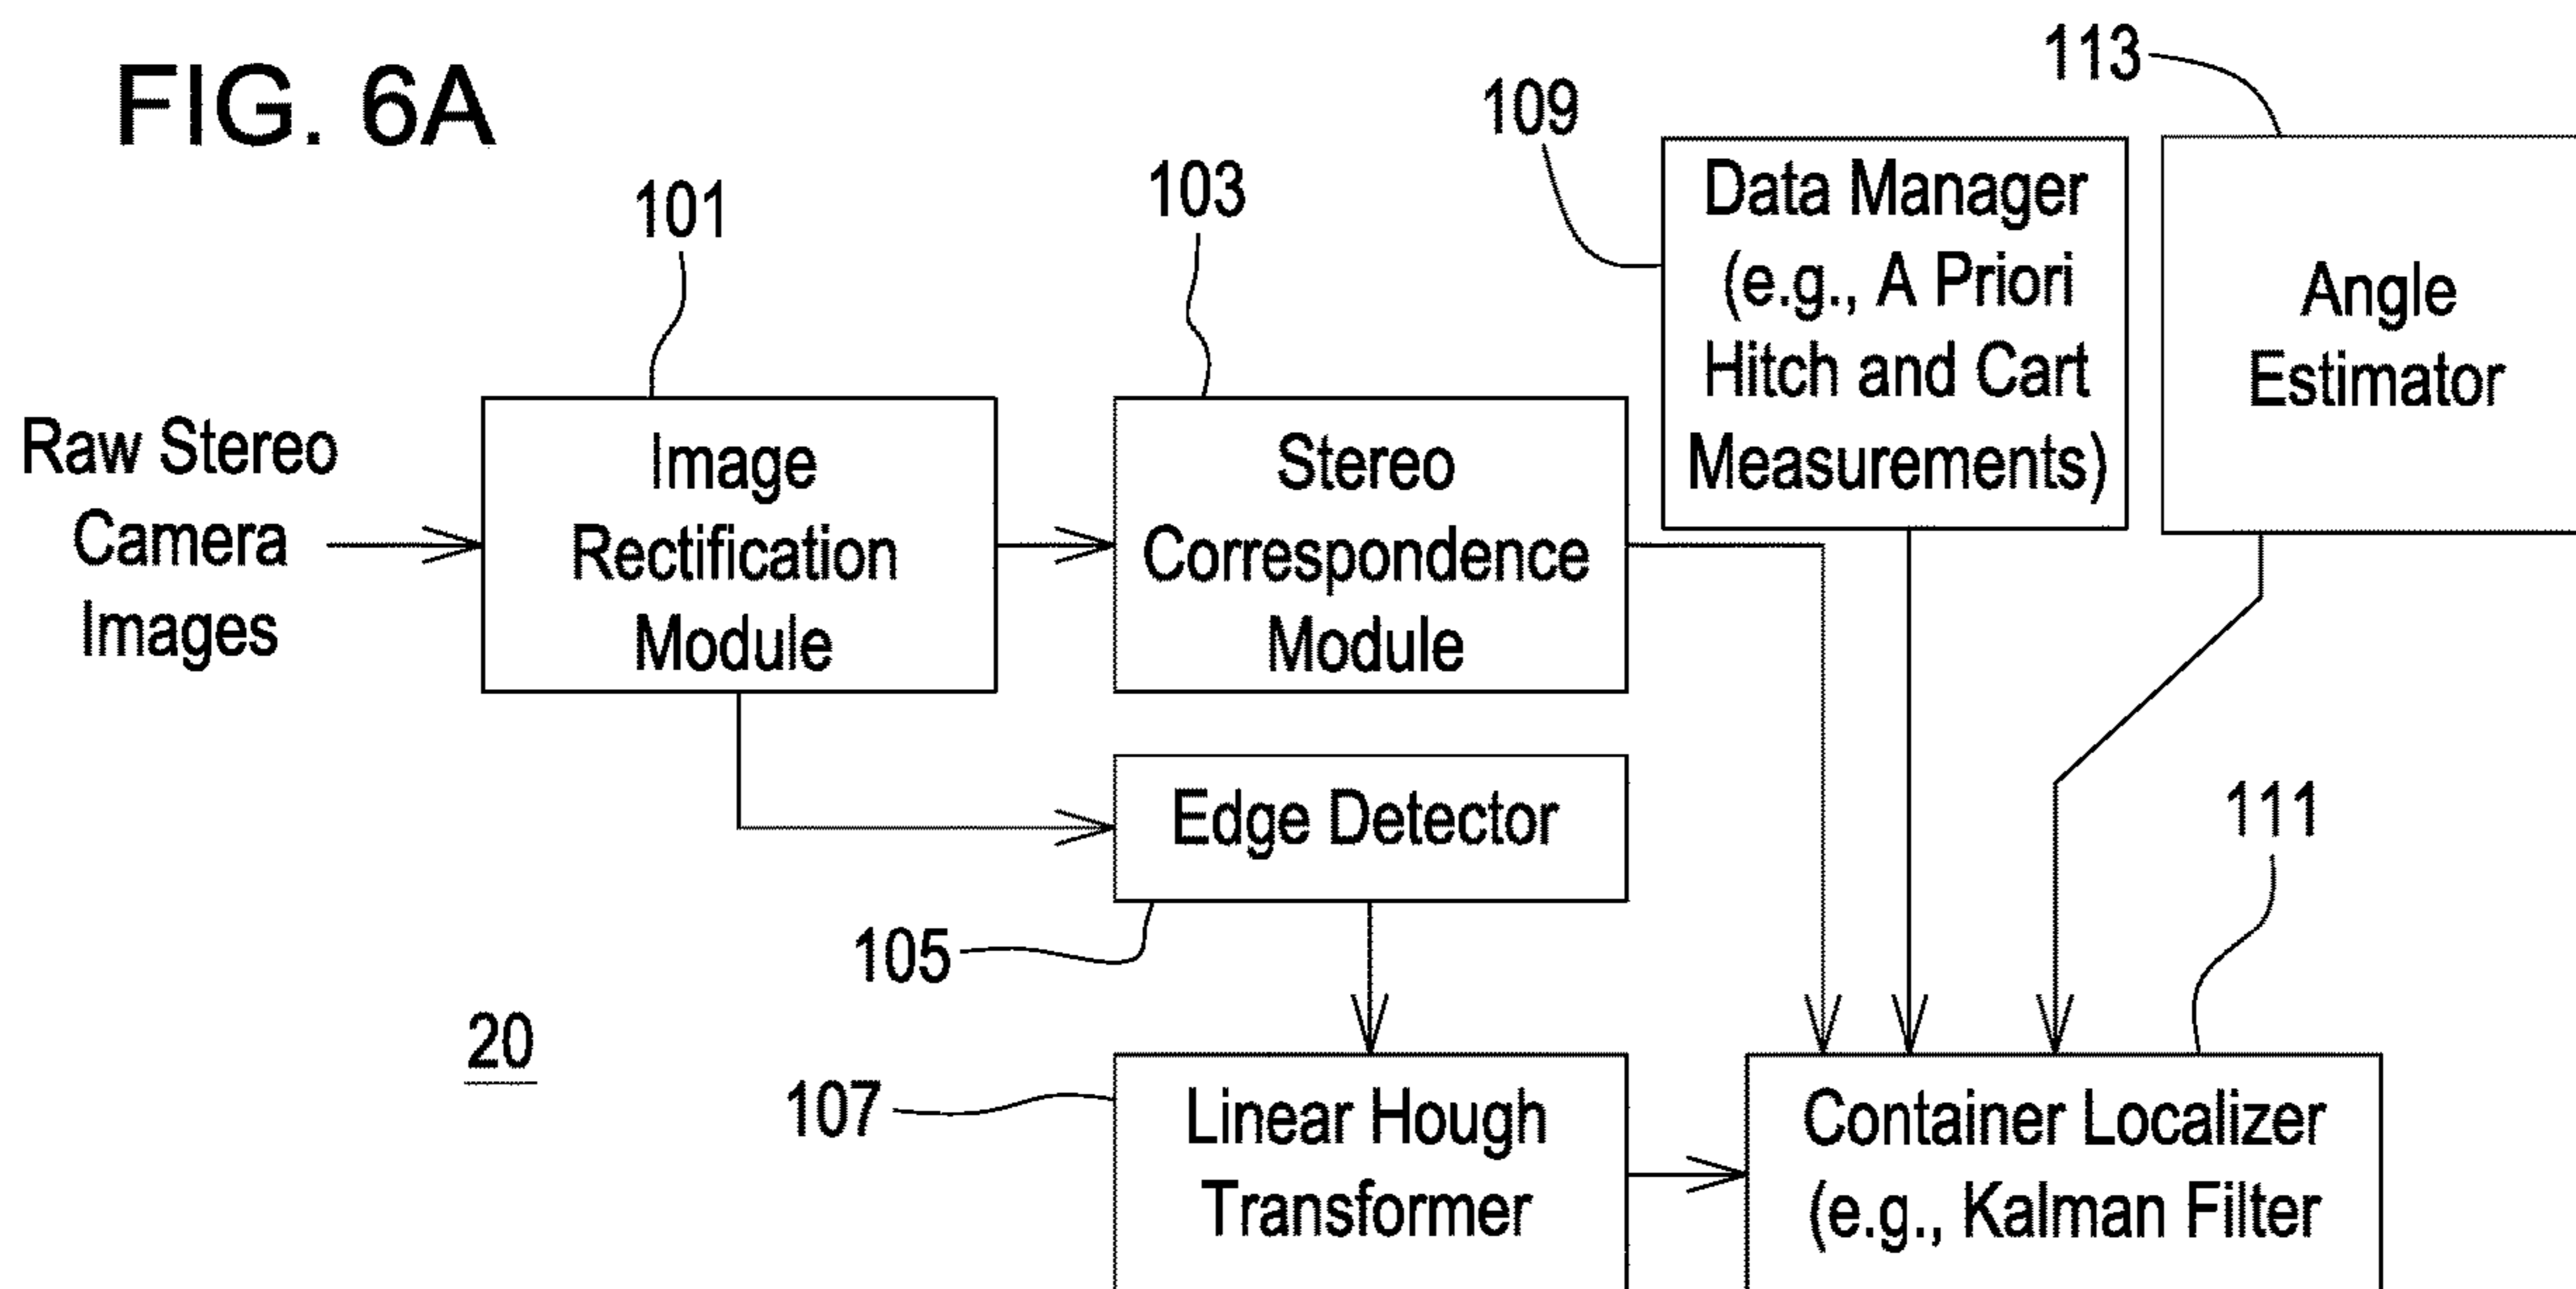 FIG. 6A
113
109
103
101
Data Manager
(e.g., A Priori
Hitch and Cart
Measurements)
Angle
Estimator
Raw Stereo
Camera
Images
Image
Rectification
Module
Stereo
Correspondence
Module
Edge Detector
111
105
20
107
Linear Hough
Transformer
Container Localizer
(e.g., Kalman Filter